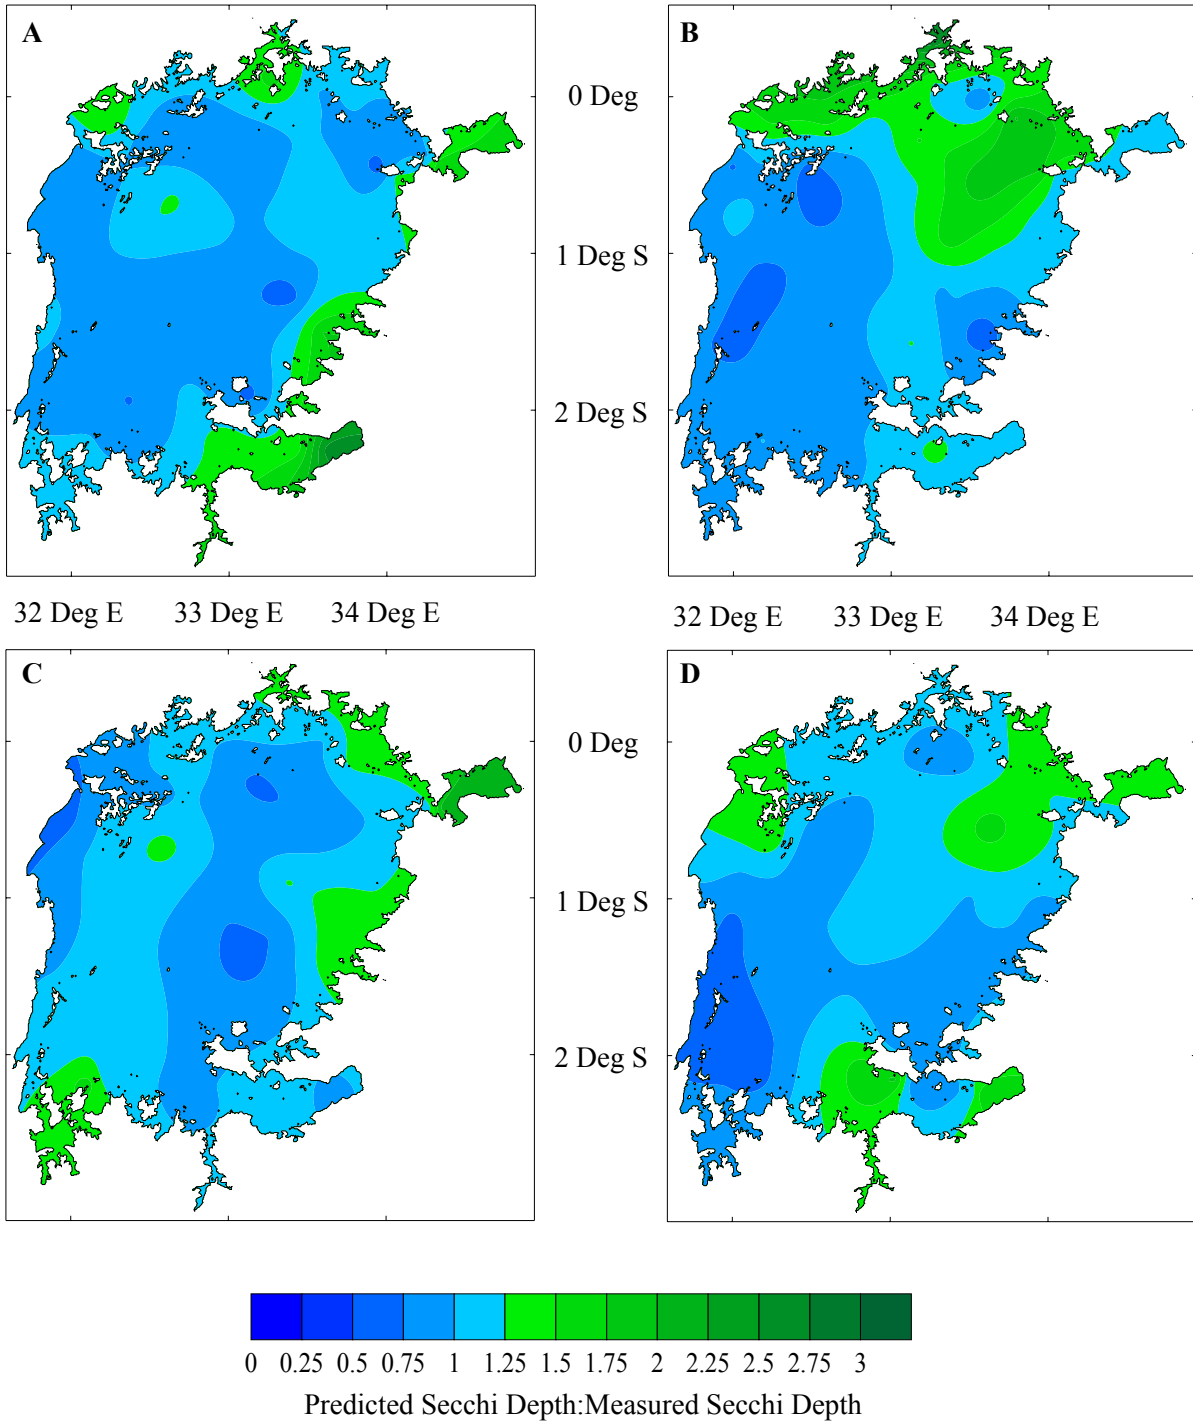 A
B
0 Deg
1 Deg S
2 Deg S
32 Deg E 33 Deg E 34 Deg E
32 Deg E 33 Deg E 34 Deg E
C
D
0 Deg
1 Deg S
2 Deg S
0 0.25 0.5 0.75 1 1.25 1.5 1.75 2 2.25 2.5 2.75 3
Predicted Secchi Depth:Measured Secchi Depth